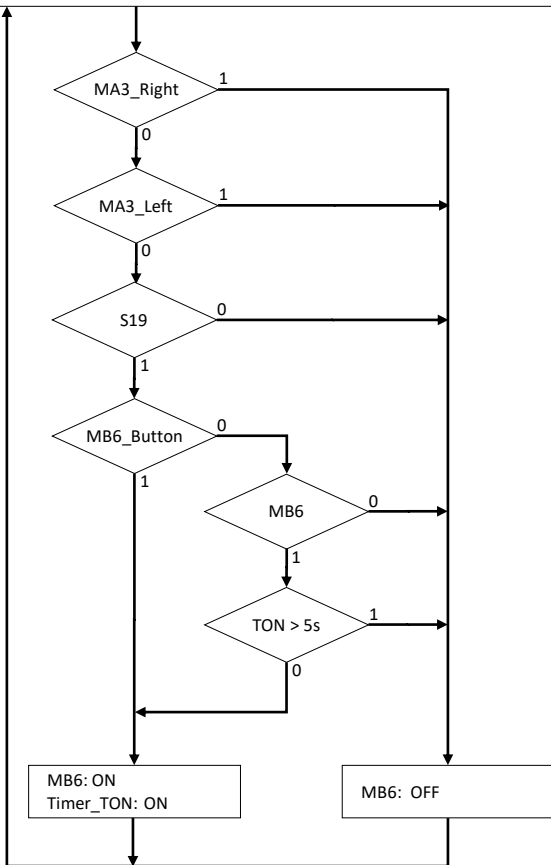 MA3_Right
1
0
MA3_Left
1
0
S19
0
1
MB6_Button
0
1
MB6
0
1
TON > 5s
1
0
MB6: ON
Timer_TON: ON
MB6: OFF